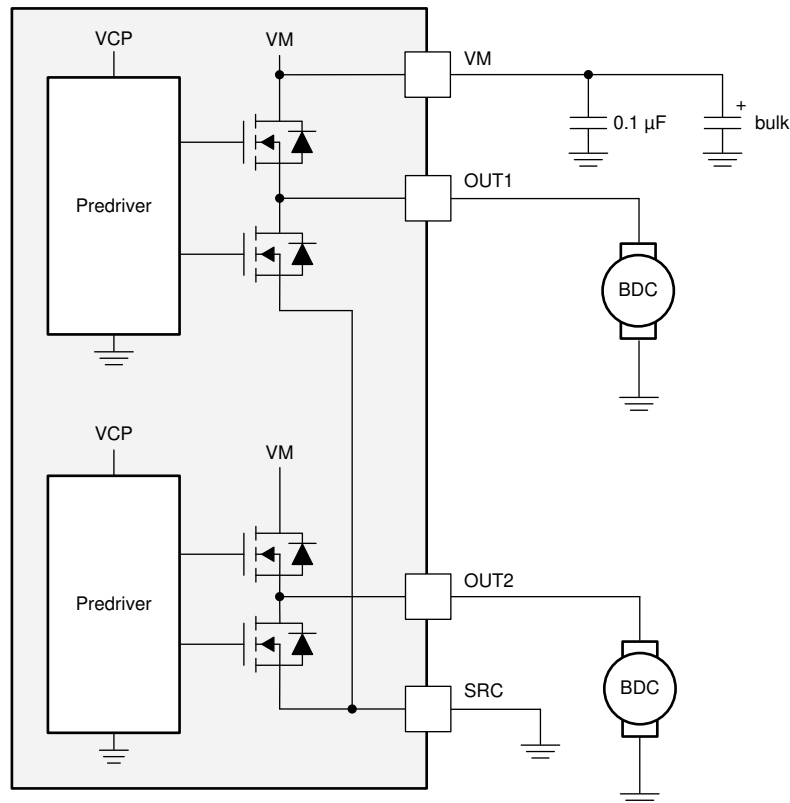 VCP
VM
VM
0.1 µF
+
bulk
Predriver
OUT1
BDC
VCP
VM
Predriver
OUT2
BDC
SRC